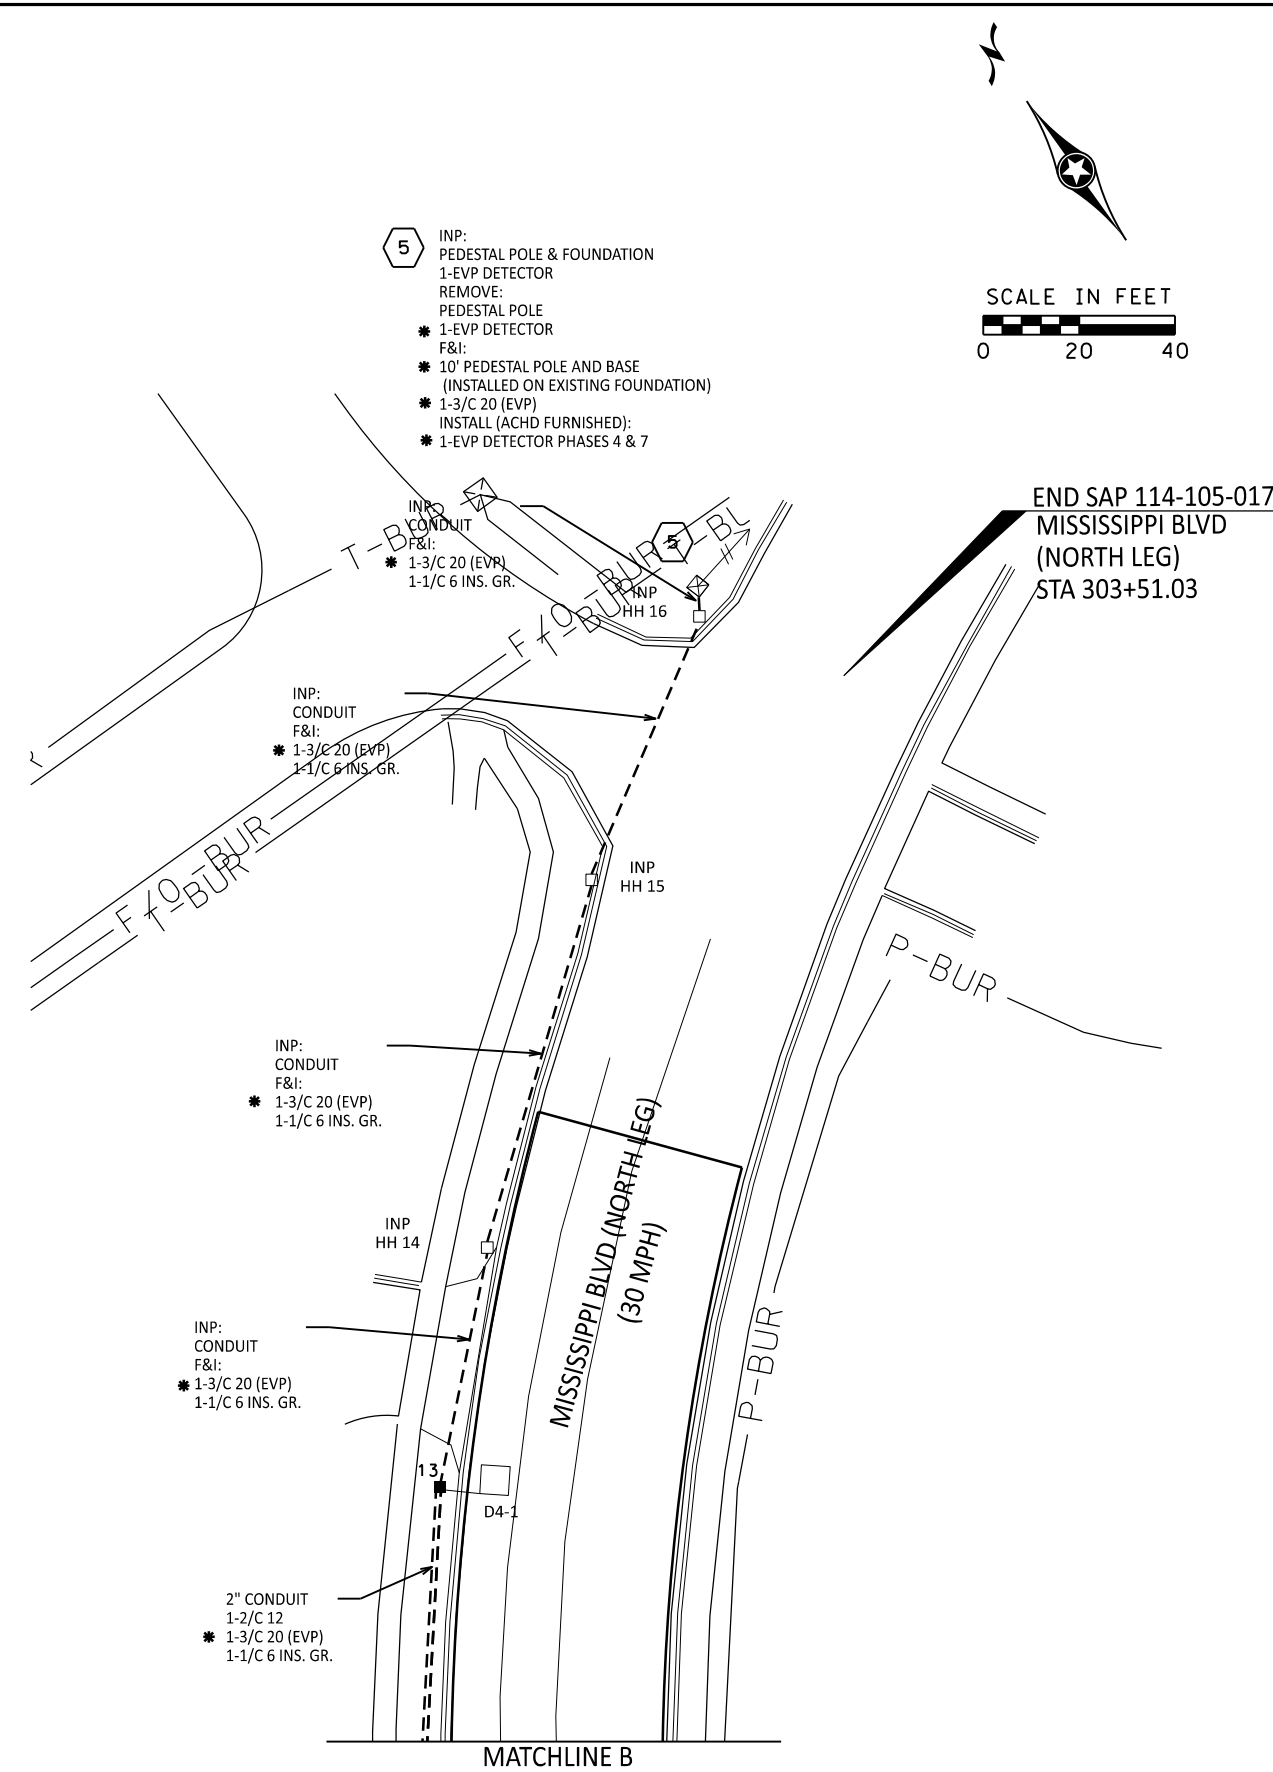 SCALE IN FEET
0 20 40
5
INP:
PEDESTAL POLE & FOUNDATION
1-EVP DETECTOR
REMOVE:
PEDESTAL POLE
✱ 1-EVP DETECTOR
F&I:
✱ 10' PEDESTAL POLE AND BASE
(INSTALLED ON EXISTING FOUNDATION)
✱ 1-3/C 20 (EVP)
INSTALL (ACHD FURNISHED):
✱ 1-EVP DETECTOR PHASES 4 & 7
END SAP 114-105-017
MISSISSIPPI BLVD
(NORTH LEG)
STA 303+51.03
INP:
CONDUIT
F&I:
✱ 1-3/C 20 (EVP)
1-1/C 6 INS. GR.
T-BUR
5
F/O-BUR
T-BUR
INP
HH 16
INP:
CONDUIT
F&I:
✱ 1-3/C 20 (EVP)
1-1/C 6 INS. GR.
F/O-BUR
T-BUR
INP
HH 15
P-BUR
INP:
CONDUIT
F&I:
✱ 1-3/C 20 (EVP)
1-1/C 6 INS. GR.
MISSISSIPPI BLVD (NORTH LEG)
(30 MPH)
INP
HH 14
P-BUR
INP:
CONDUIT
F&I:
✱ 1-3/C 20 (EVP)
1-1/C 6 INS. GR.
13
D4-1
2" CONDUIT
1-2/C 12
✱ 1-3/C 20 (EVP)
1-1/C 6 INS. GR.
MATCHLINE B